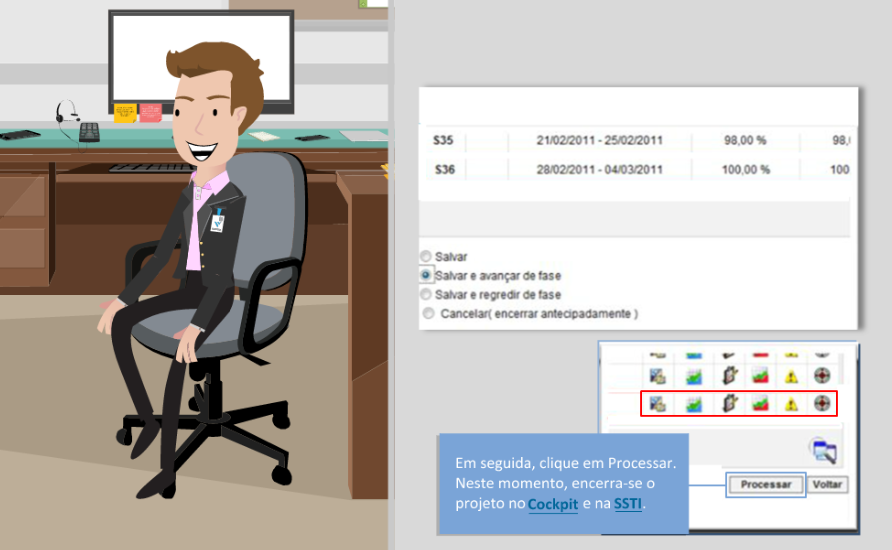 S35 21/02/2011 - 25/02/2011 98,00 % 98,
S36 28/02/2011 - 04/03/2011 100,00 % 100
Salvar
Salvar e avançar de fase
Salvar e regredir de fase
Cancelar( encerrar antecipadamente )
Em seguida, clique em Processar.
Neste momento, encerra-se o
projeto no Cockpit e na SSTI.
Processar Voltar